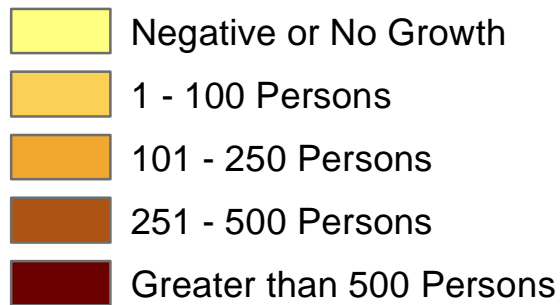 Negative or No Growth
1 - 100 Persons
101 - 250 Persons
251 - 500 Persons
Greater than 500 Persons